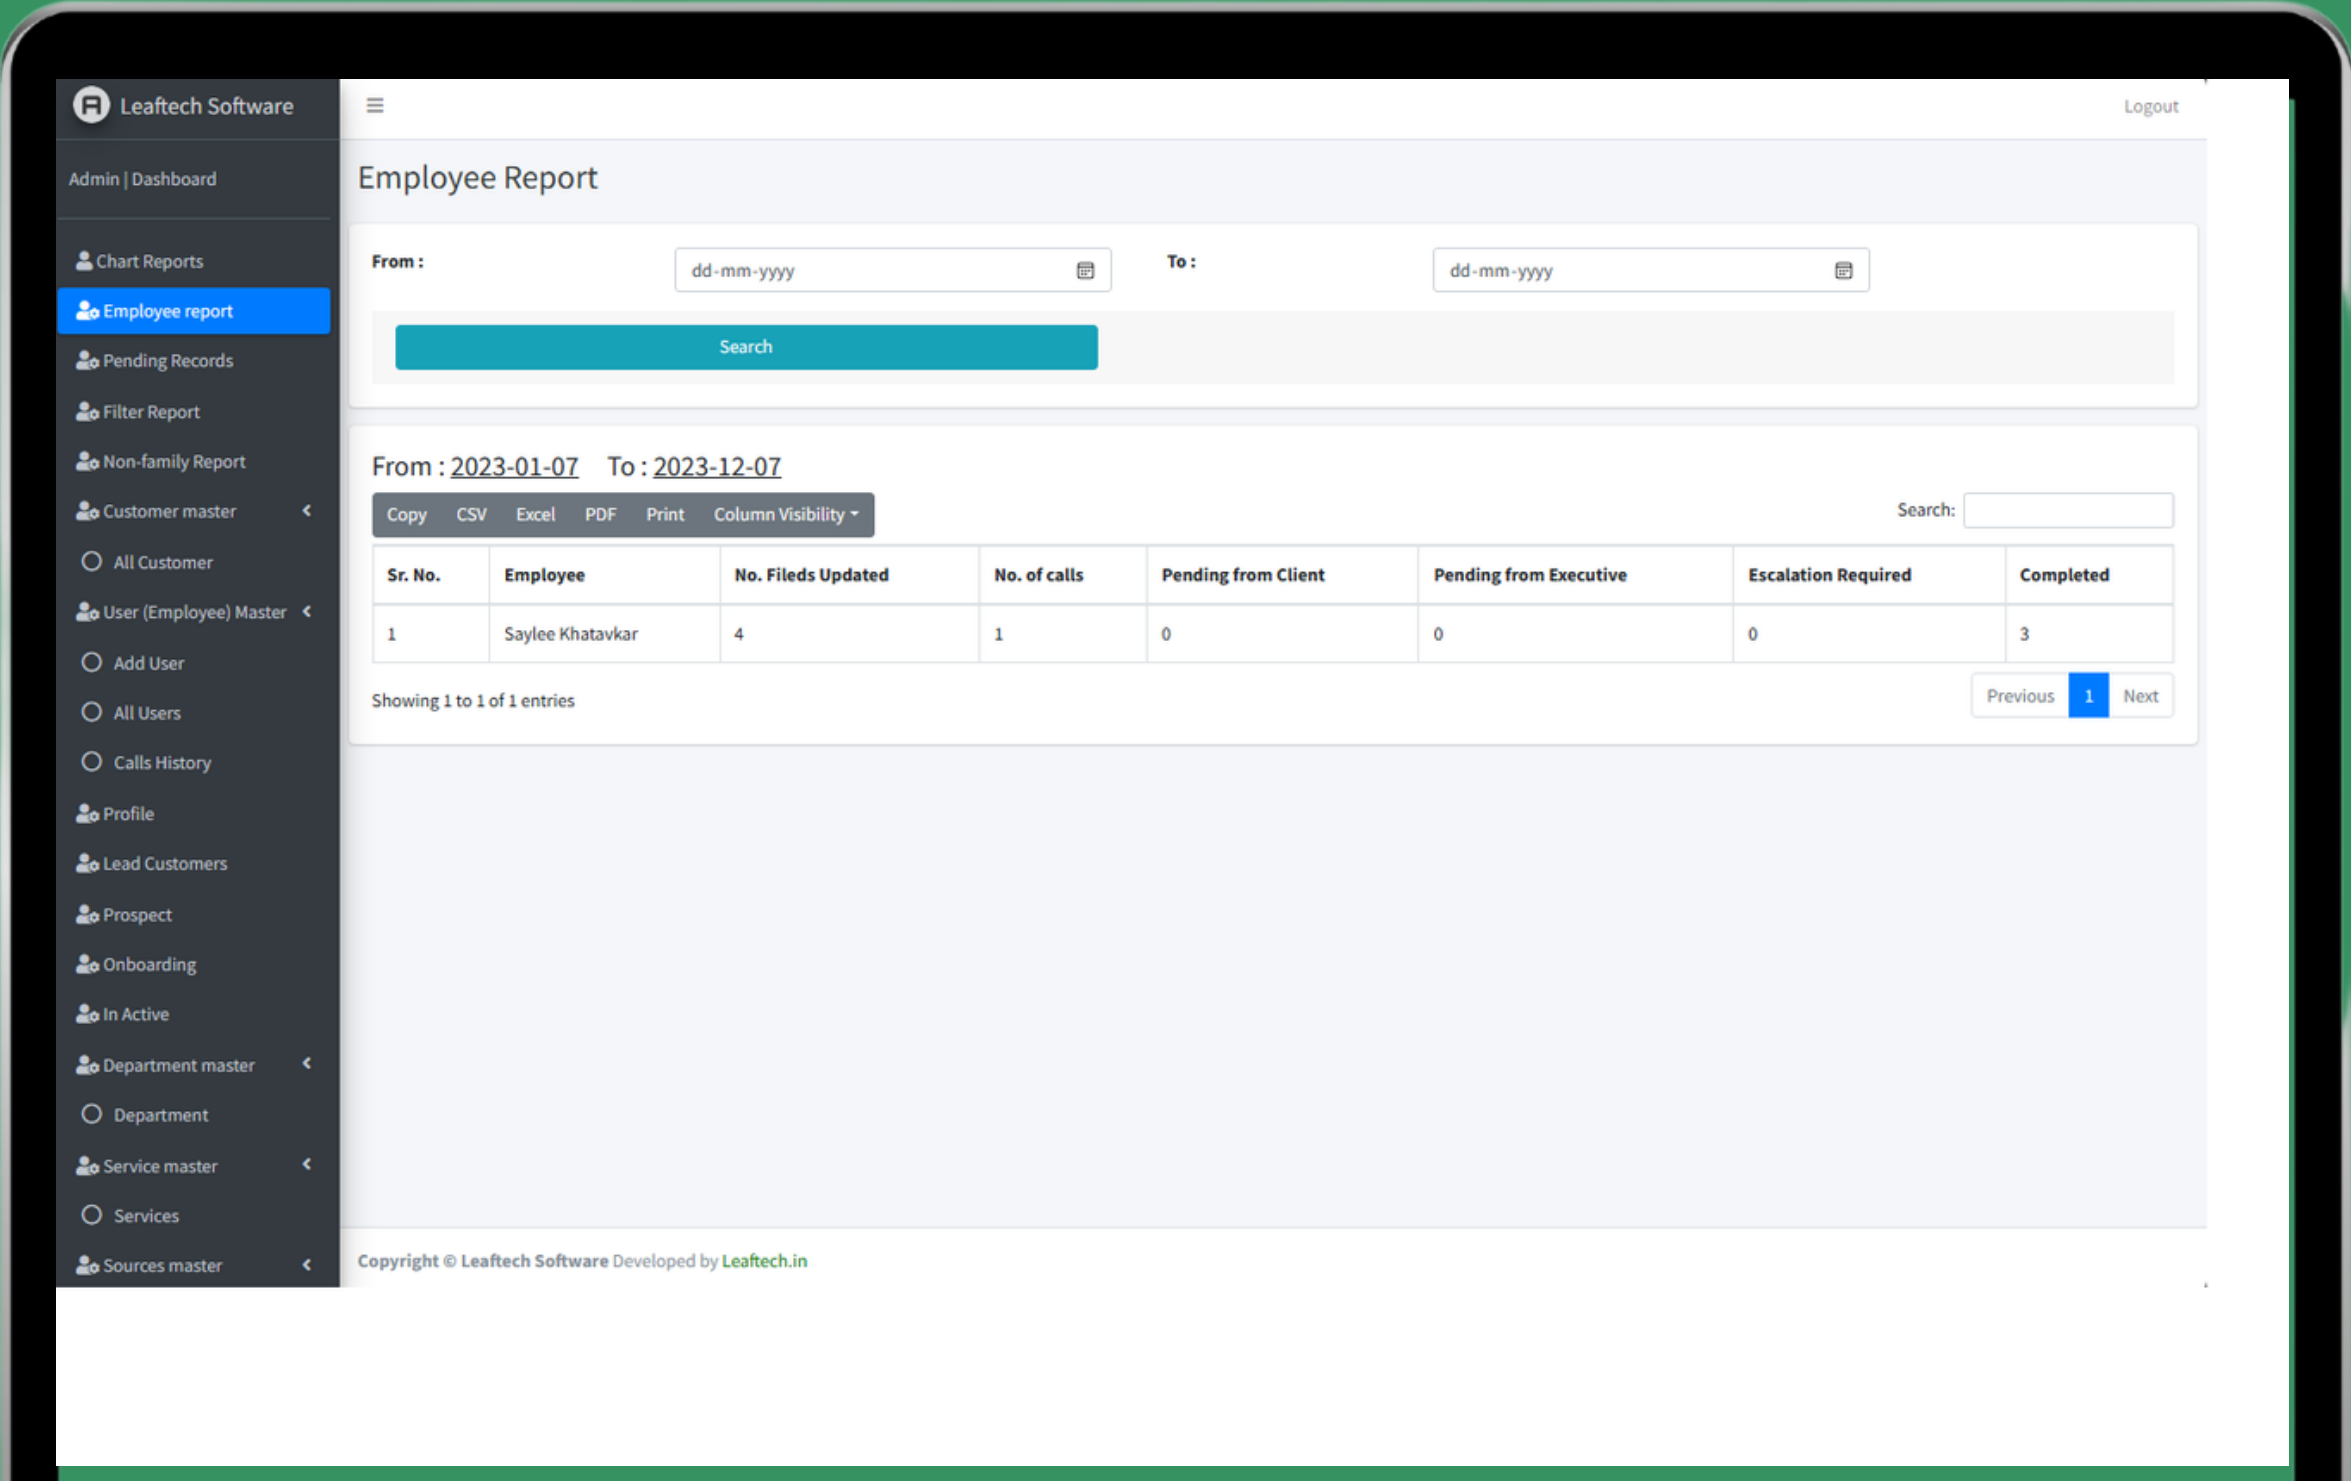 Leaftech Software
Logout
Admin | Dashboard
Chart Reports
Employee report
Pending Records
Filter Report
Non-family Report
Customer master
All Customer
User (Employee) Master
Add User
All Users
Calls History
Profile
Lead Customers
Prospect
Onboarding
In Active
Department master
Department
Service master
Services
Sources master
Employee Report
From : dd-mm-yyyy To : dd-mm-yyyy
Search
From : 2023-01-07 To : 2023-12-07
Copy CSV Excel PDF Print Column Visibility
Search:
Sr. No. Employee No. Fileds Updated No. of calls Pending from Client Pending from Executive Escalation Required Completed
1 Saylee Khatavkar 4 1 0 0 0 3
Showing 1 to 1 of 1 entries
Previous 1 Next
Copyright © Leaftech Software Developed by Leaftech.in